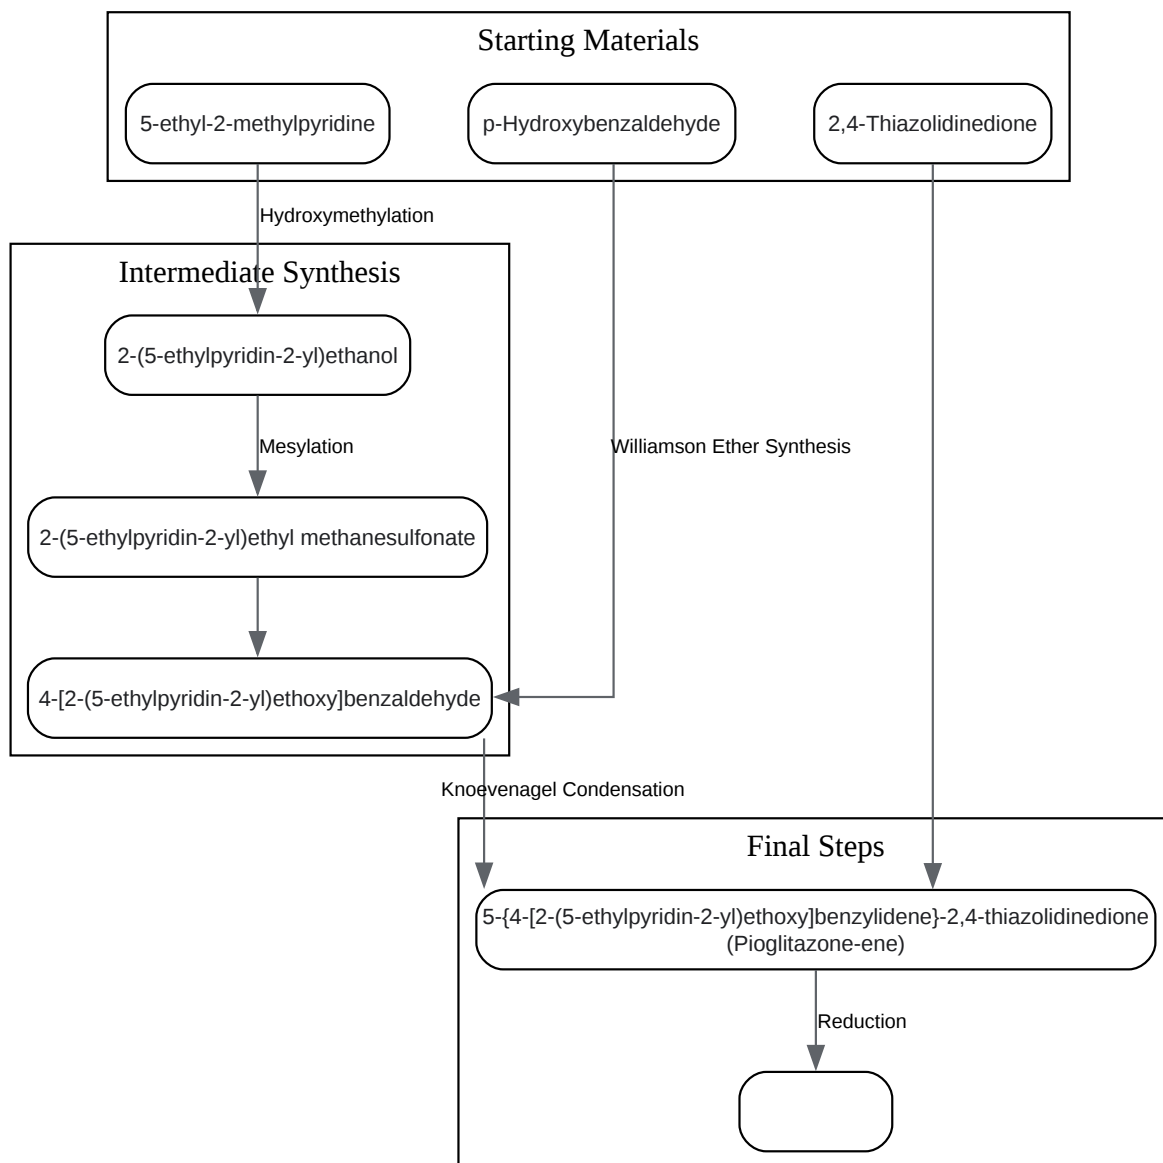 Starting Materials
5-ethyl-2-methylpyridine
p-Hydroxybenzaldehyde
2,4-Thiazolidinedione
Hydroxymethylation
Intermediate Synthesis
2-(5-ethylpyridin-2-yl)ethanol
Mesylation
Williamson Ether Synthesis
2-(5-ethylpyridin-2-yl)ethyl methanesulfonate
4-[2-(5-ethylpyridin-2-yl)ethoxy]benzaldehyde
Knoevenagel Condensation
Final Steps
5-{4-[2-(5-ethylpyridin-2-yl)ethoxy]benzylidene}-2,4-thiazolidinedione
(Pioglitazone-ene)
Reduction